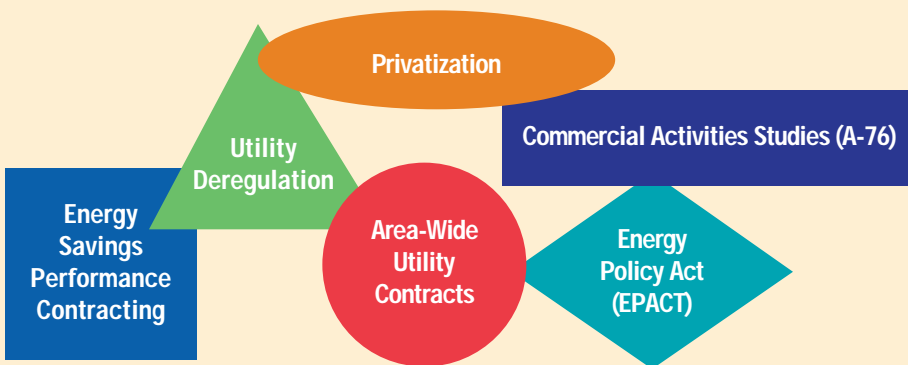 Privatization
Commercial Activities Studies (A-76)
Utility
Deregulation
Energy
Savings
Performance
Contracting
Area-Wide
Utility
Contracts
Energy
Policy Act
(EPACT)